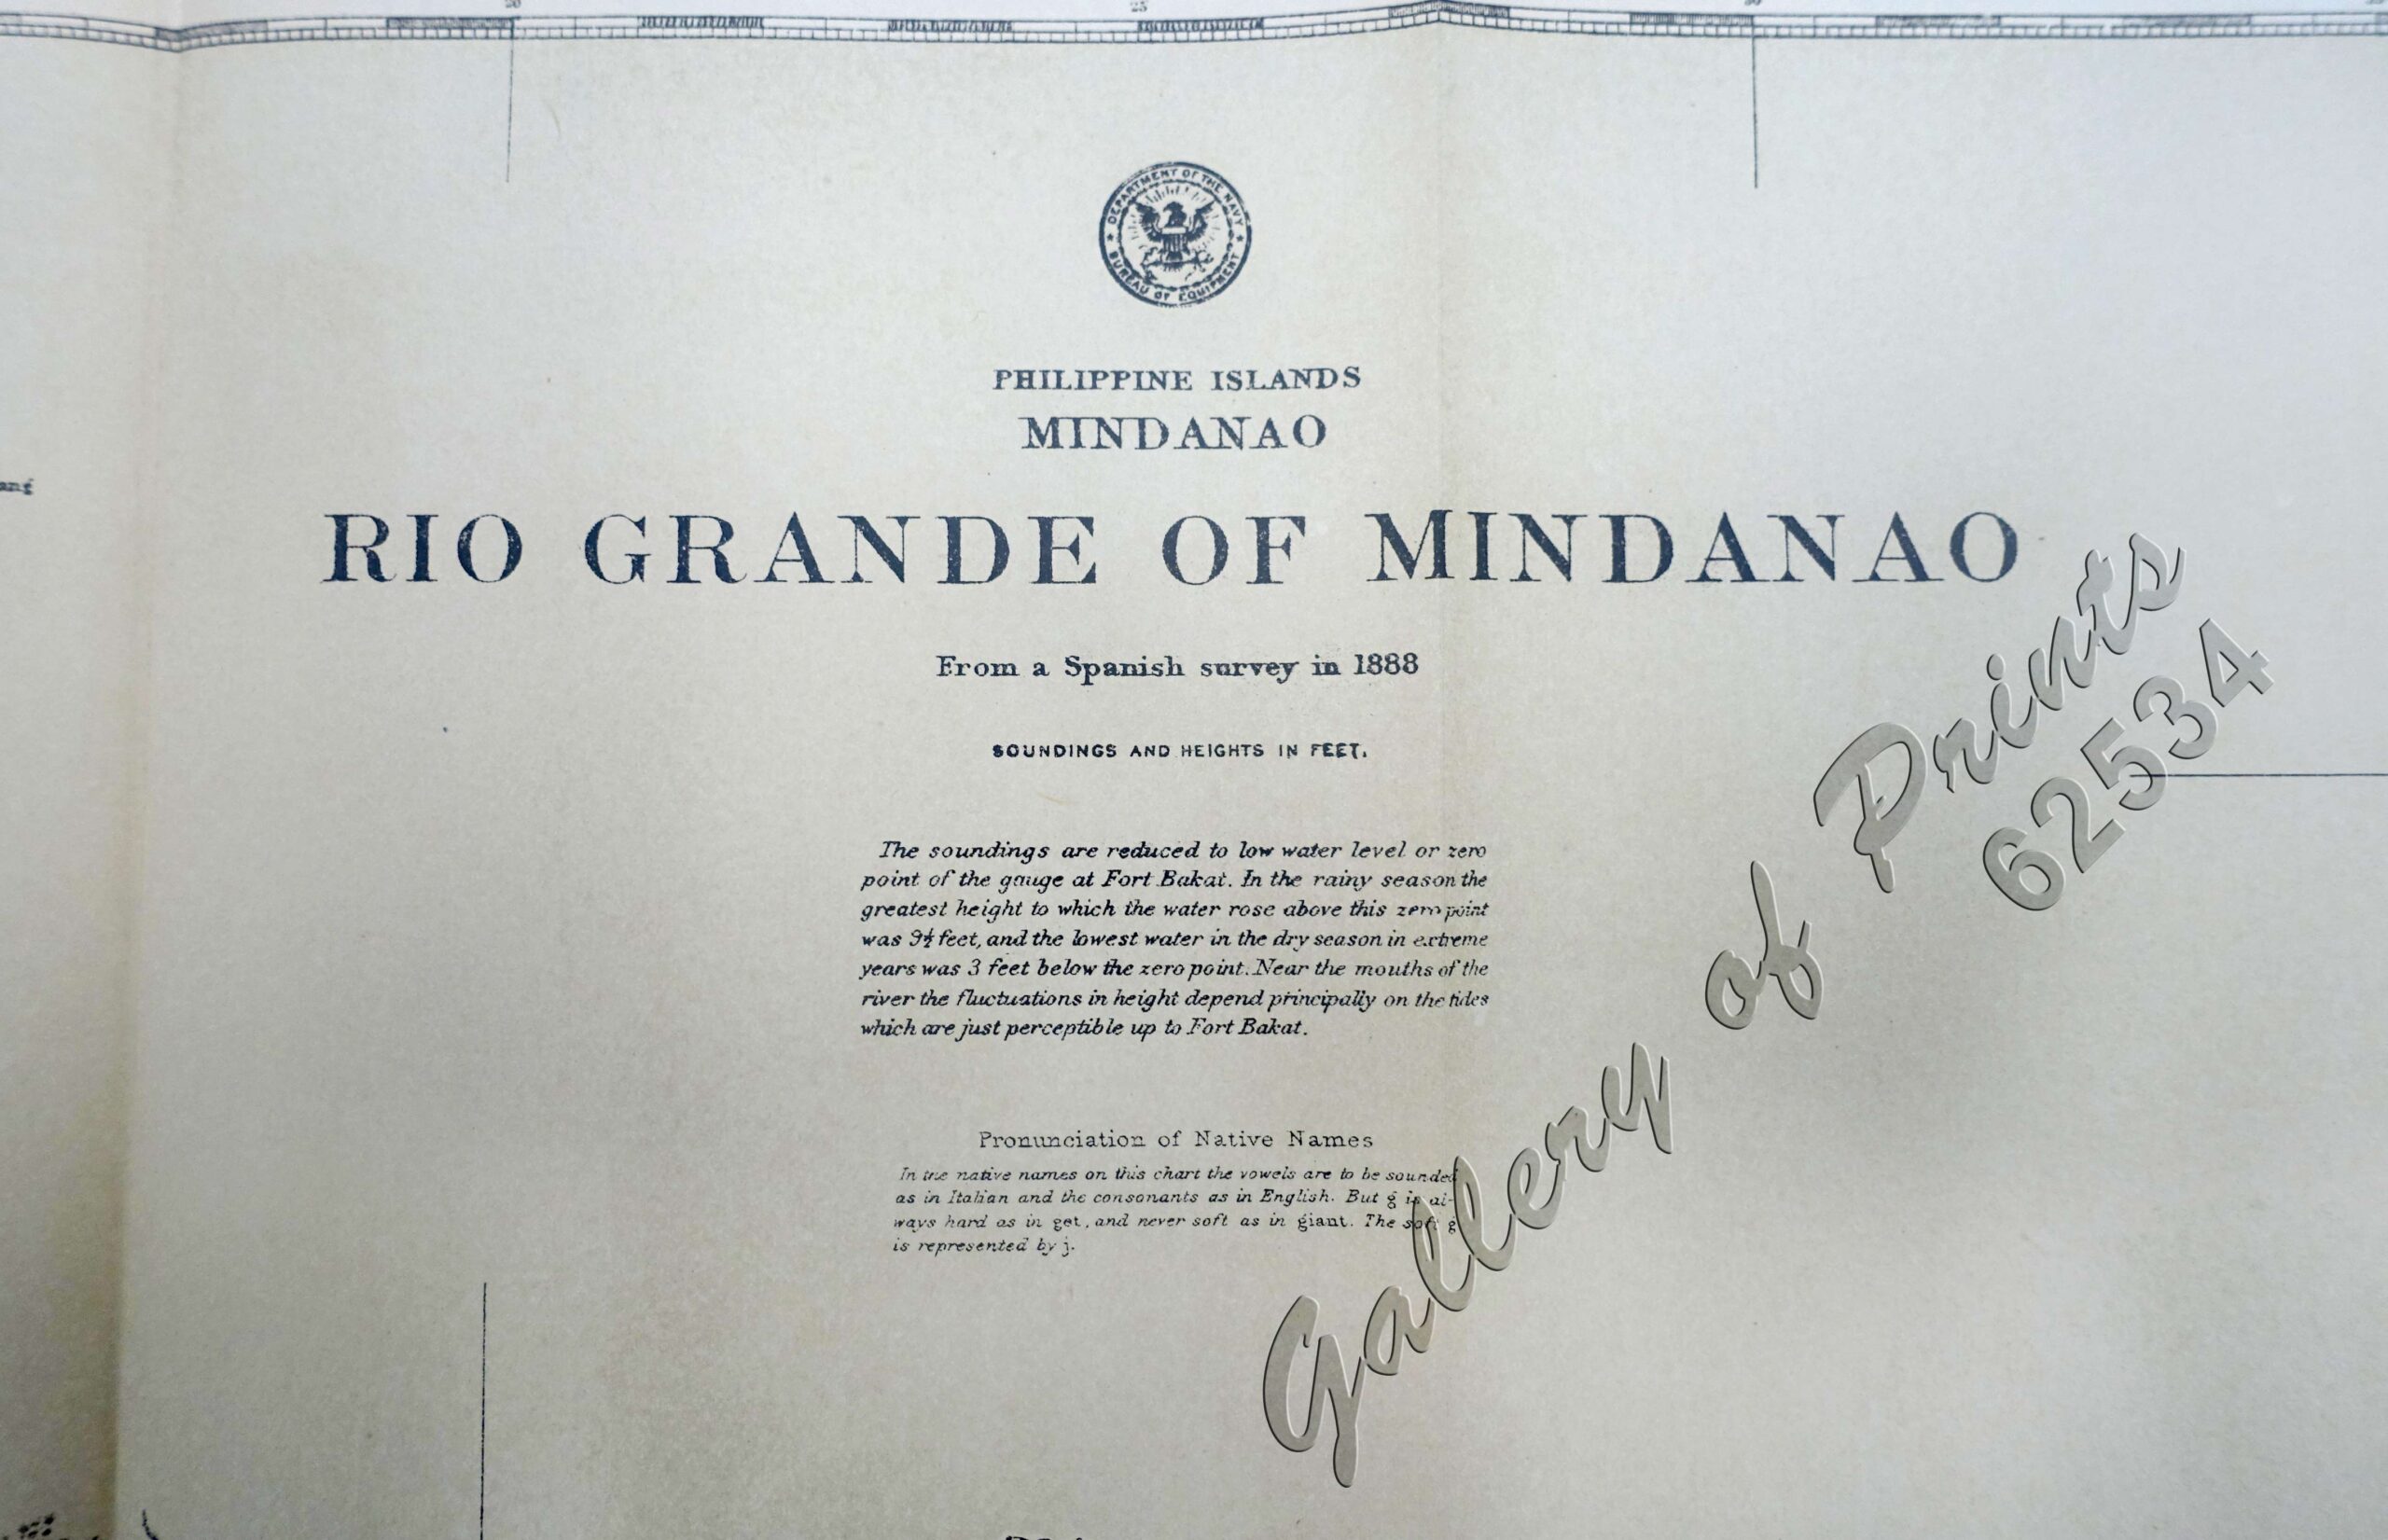 20
25
30
DEPARTMENT OF THE NAVY
BUREAU OF EQUIPMENT
PHILIPPINE ISLANDS
MINDANAO
RIO GRANDE OF MINDANAO
From a Spanish survey in 1888
SOUNDINGS AND HEIGHTS IN FEET.
The soundings are reduced to low water level or zero
point of the gauge at Fort Bakat. In the rainy season the
greatest height to which the water rose above this zero point
was 9½ feet, and the lowest water in the dry season in extreme
years was 3 feet below the zero point. Near the mouths of the
river the fluctuations in height depend principally on the tides
which are just perceptible up to Fort Bakat.
Pronunciation of Native Names
In the native names on this chart the vowels are to be sounded
as in Italian and the consonants as in English. But g is al-
ways hard as in get, and never soft as in giant. The soft g
is represented by j.
Gallery of Prints
62534